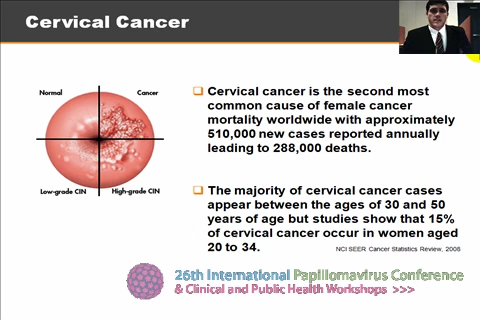 Cervical Cancer
Normal
Cancer
Low-grade CIN
High-grade CIN
Cervical cancer is the second most
common cause of female cancer
mortality worldwide with approximately
510,000 new cases reported annually
leading to 288,000 deaths.
The majority of cervical cancer cases
appear between the ages of 30 and 50
years of age but studies show that 15%
of cervical cancer occur in women aged
20 to 34.
NCI SEER Cancer Statistics Review, 2008
26th International Papillomavirus Conference
& Clinical and Public Health Workshops >>>